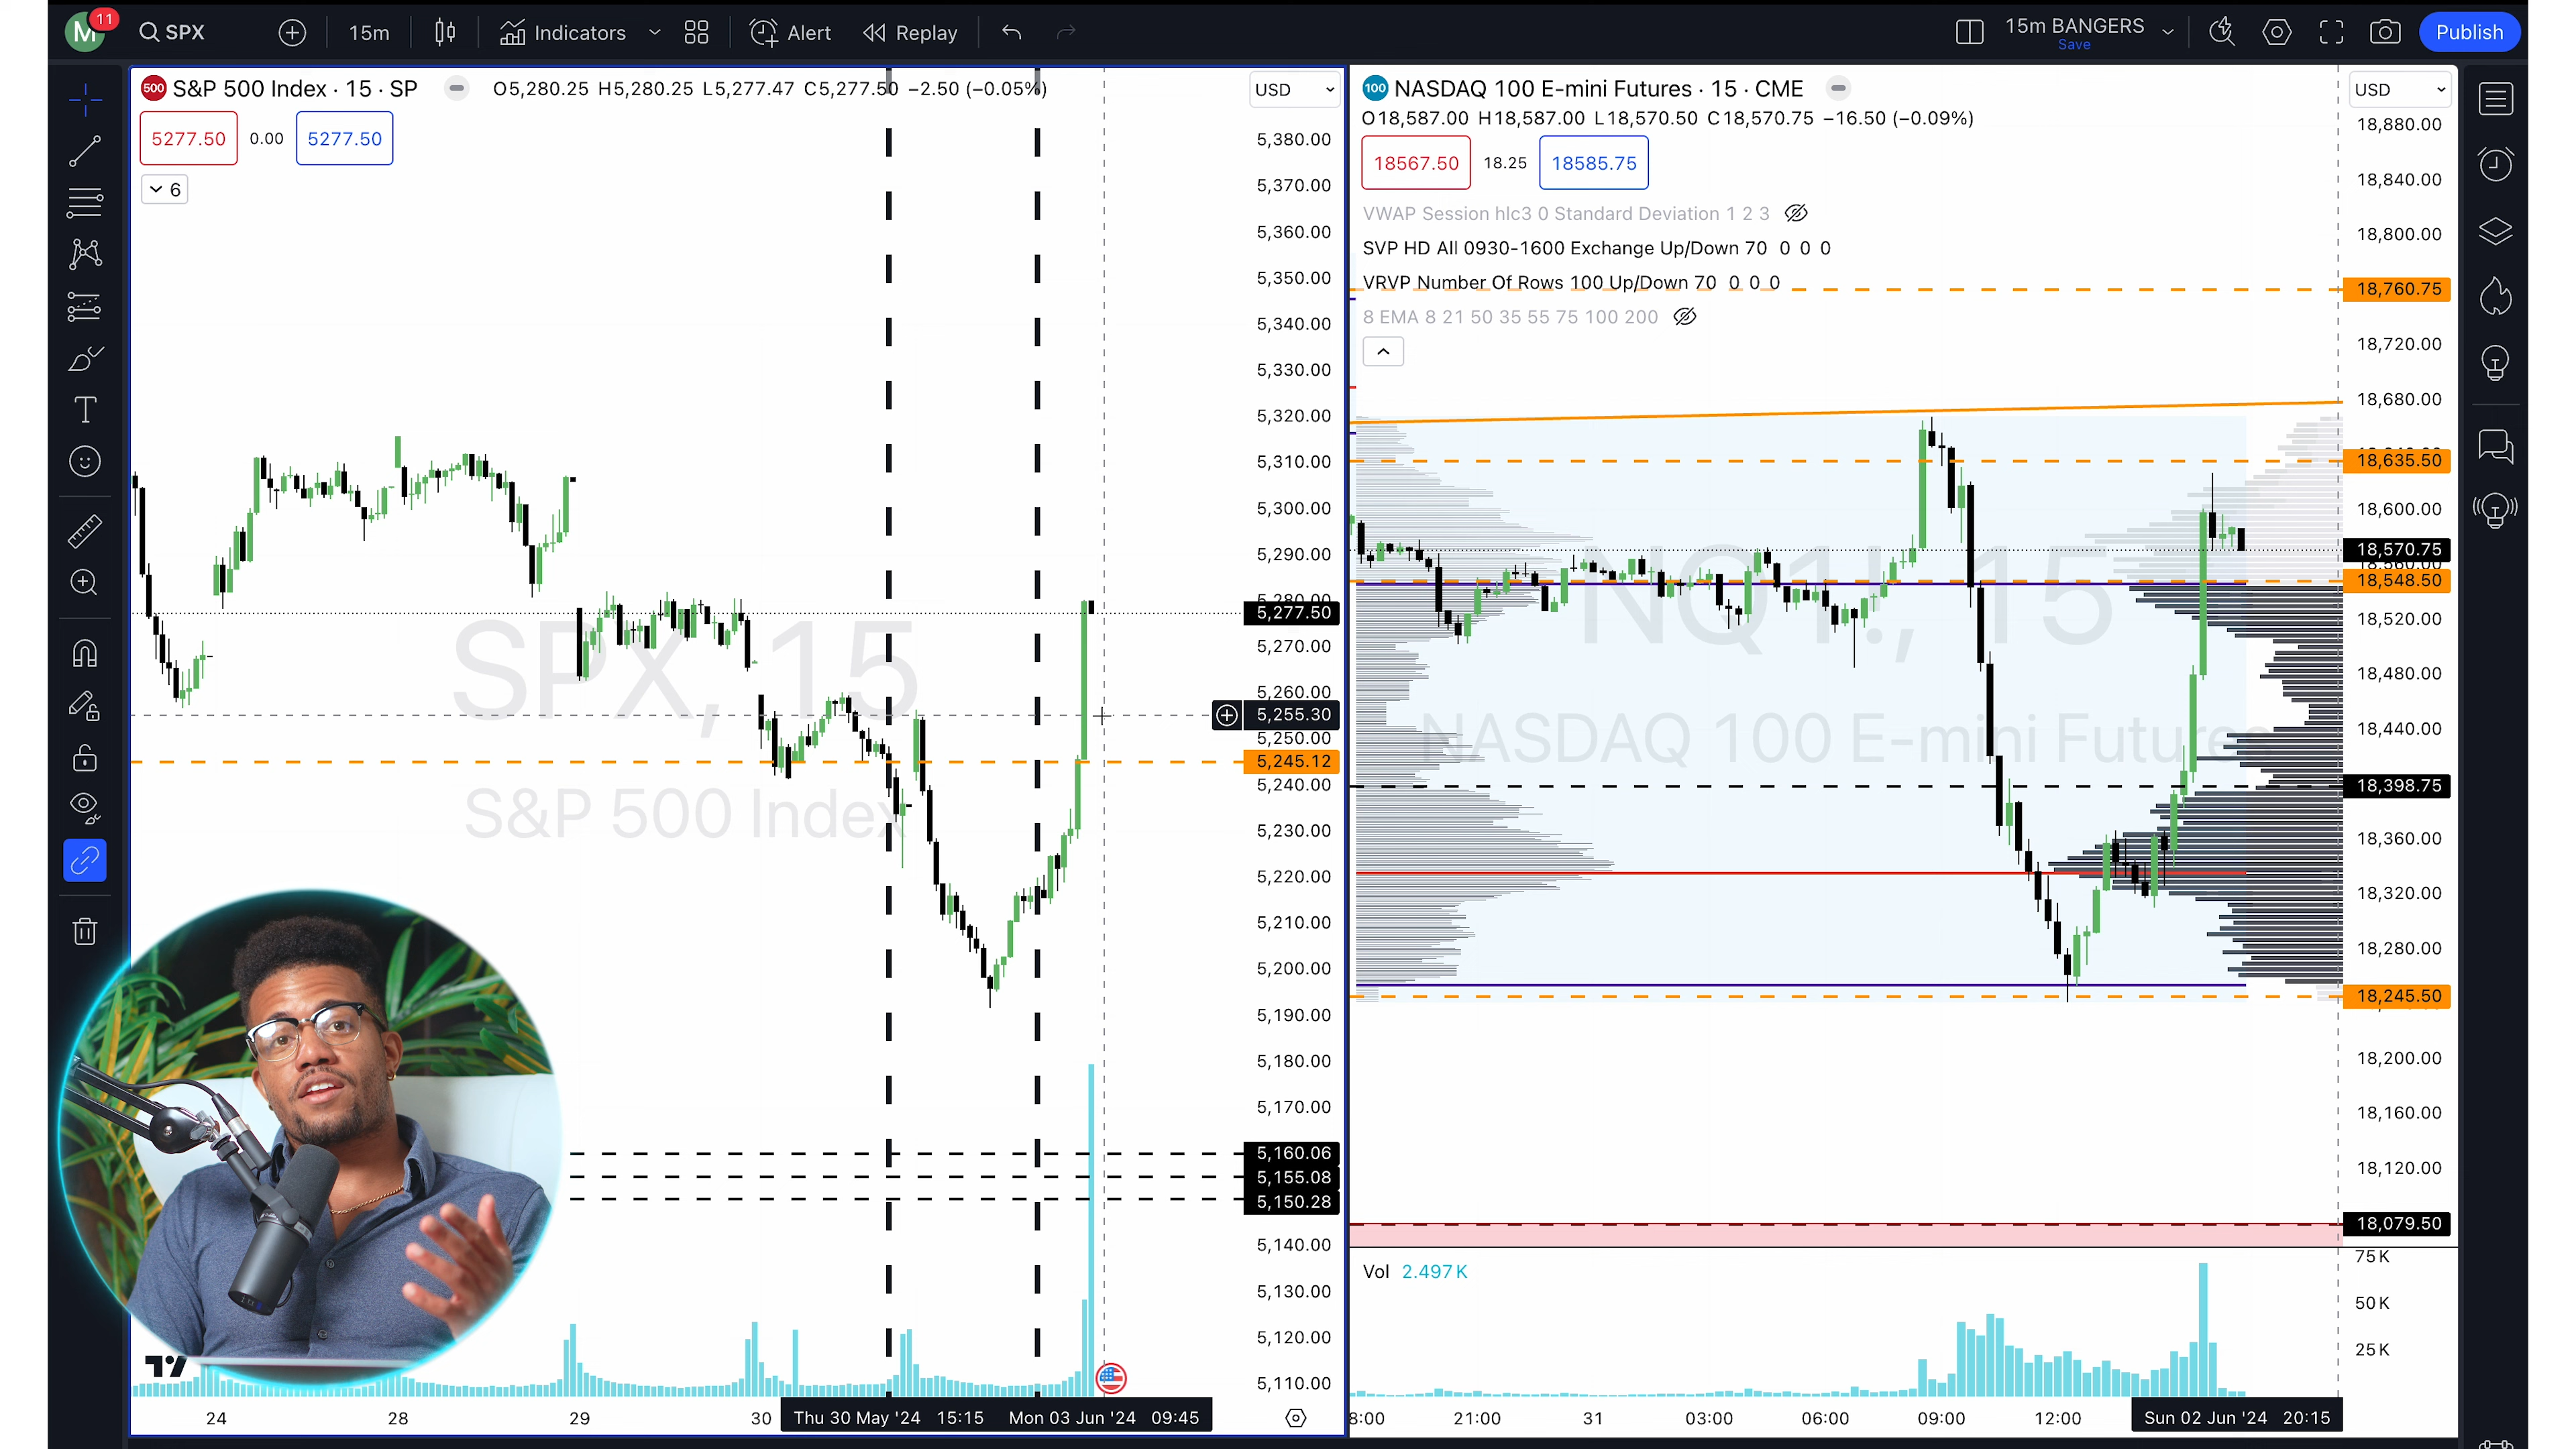 M 11 SPX 15m Indicators Alert Replay 15m BANGERS Save Publish
500 S&P 500 Index · 15 · SP O5,280.25 H5,280.25 L5,277.47 C5,277.50 −2.50 (−0.05%) USD
5277.50 0.00 5277.50
6
5,380.00
5,370.00
5,360.00
5,350.00
5,340.00
5,330.00
5,320.00
5,310.00
5,300.00
5,290.00
5,280.00
5,277.50
5,270.00
5,260.00
5,255.30
5,250.00
5,245.12
5,240.00
5,230.00
5,220.00
5,210.00
5,200.00
5,190.00
5,180.00
5,170.00
5,160.06
5,155.08
5,150.28
5,140.00
5,130.00
5,120.00
5,110.00
SPX, 15
S&P 500 Index
24 28 29 30 Thu 30 May '24 15:15 Mon 03 Jun '24 09:45
100 NASDAQ 100 E-mini Futures · 15 · CME USD
O18,587.00 H18,587.00 L18,570.50 C18,570.75 −16.50 (−0.09%)
18567.50 18.25 18585.75
VWAP Session hlc3 0 Standard Deviation 1 2 3
SVP HD All 0930-1600 Exchange Up/Down 70 0 0 0
VRVP Number Of Rows 100 Up/Down 70 0 0 0
8 EMA 8 21 50 35 55 75 100 200
NQ1!, 15
NASDAQ 100 E-mini Futures
18,880.00
18,840.00
18,800.00
18,760.75
18,720.00
18,680.00
18,635.50
18,600.00
18,570.75
18,560.00
18,548.50
18,520.00
18,480.00
18,440.00
18,398.75
18,360.00
18,320.00
18,280.00
18,245.50
18,200.00
18,160.00
18,120.00
18,079.50
Vol 2.497K
75K
50K
25K
8:00 21:00 31 03:00 06:00 09:00 12:00 Sun 02 Jun '24 20:15